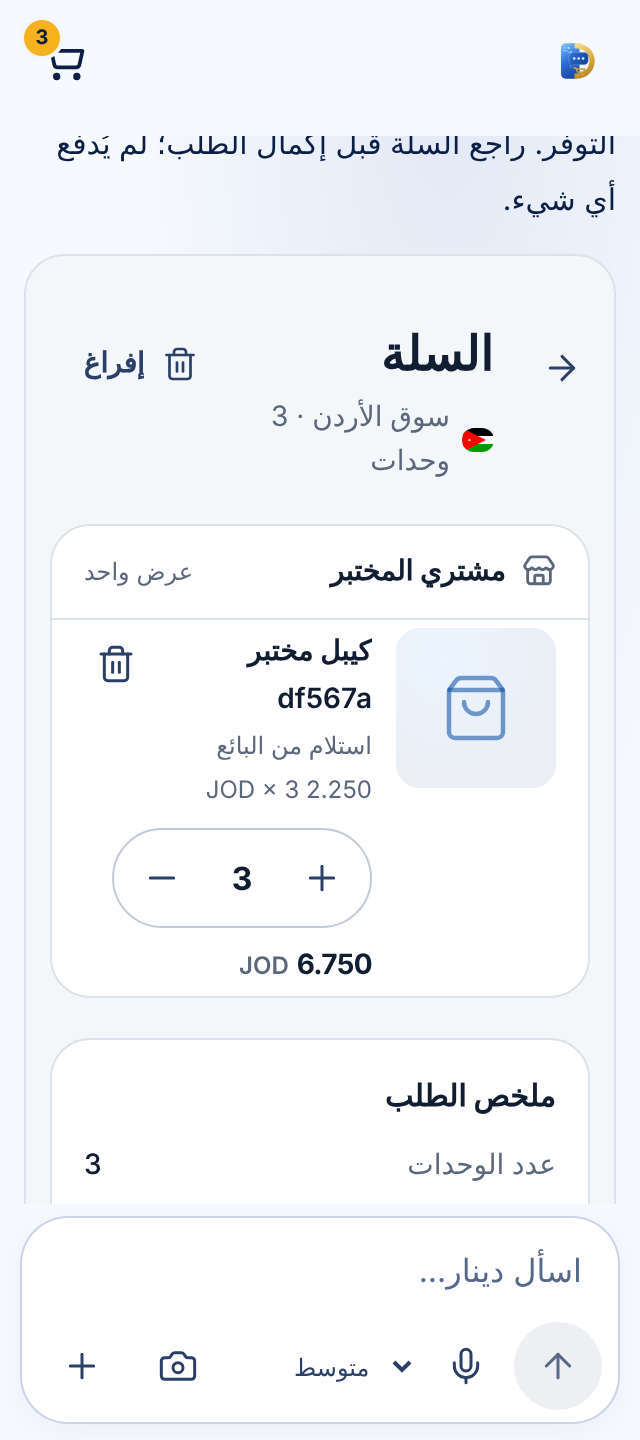 3
التوفر. راجع السلة قبل إكمال الطلب؛ لم يُدفع
أي شيء.
السلة
إفراغ
سوق الأردن · 3
وحدات
مشتري المختبر
عرض واحد
كيبل مختبر
df567a
استلام من البائع
JOD × 3 2.250
3
JOD 6.750
ملخص الطلب
عدد الوحدات 3
اسأل دينار...
متوسط